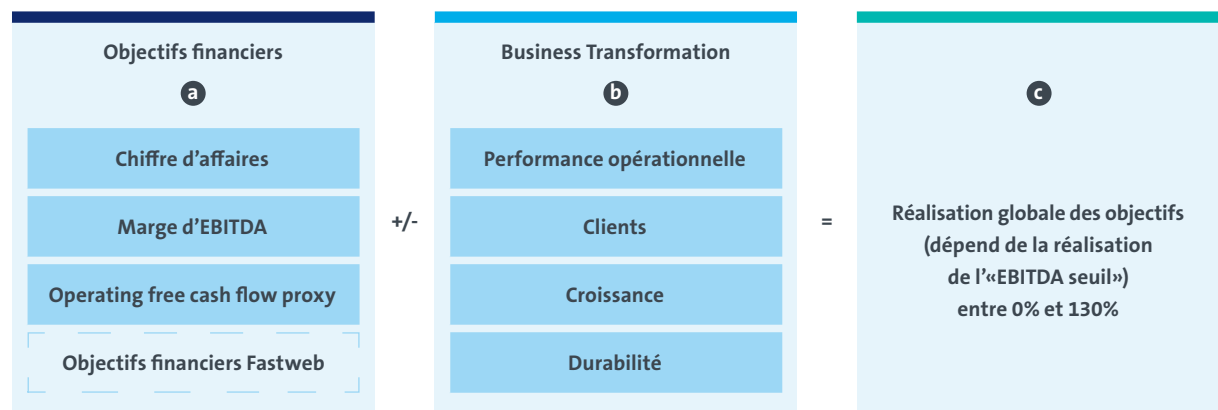 Objectifs financiers
a
Chiffre d’affaires
Marge d’EBITDA
Operating free cash flow proxy
Objectifs financiers Fastweb
+/-
Business Transformation
b
Performance opérationnelle
Clients
Croissance
Durabilité
=
c
Réalisation globale des objectifs
(dépend de la réalisation
de l’«EBITDA seuil»)
entre 0% et 130%